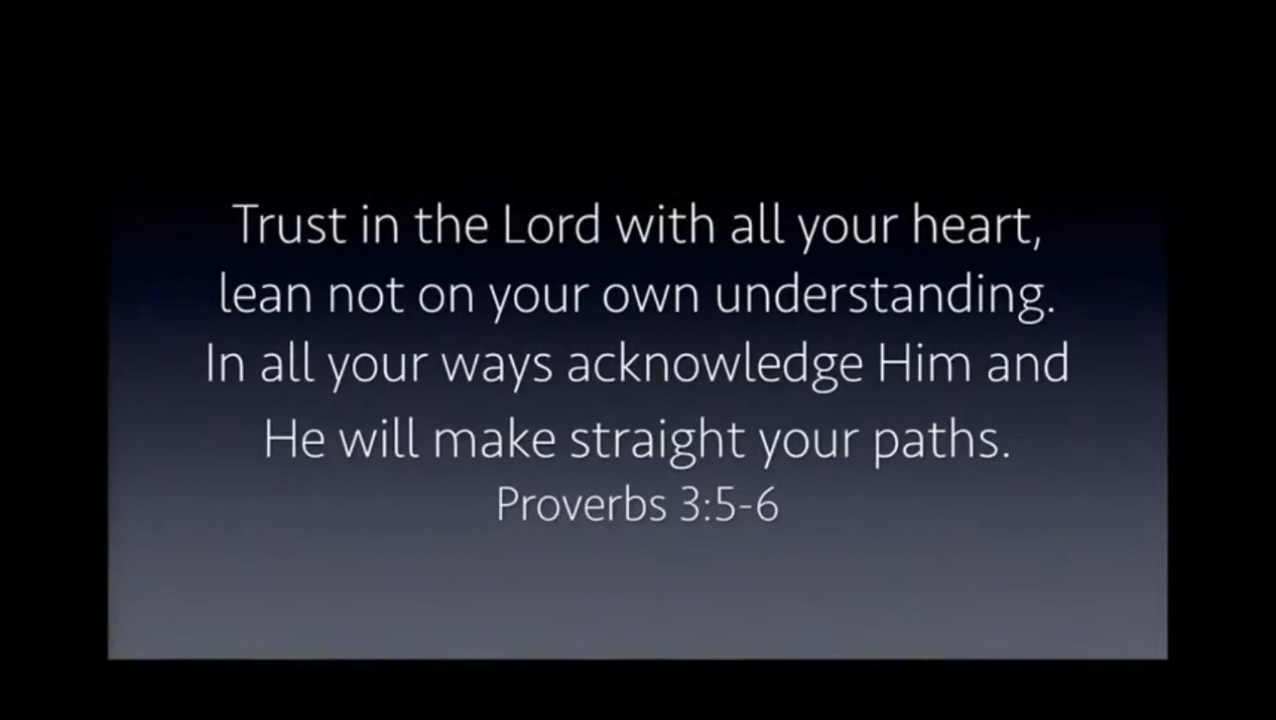 Trust in the Lord with all your heart,
lean not on your own understanding.
In all your ways acknowledge Him and
He will make straight your paths.
Proverbs 3:5-6